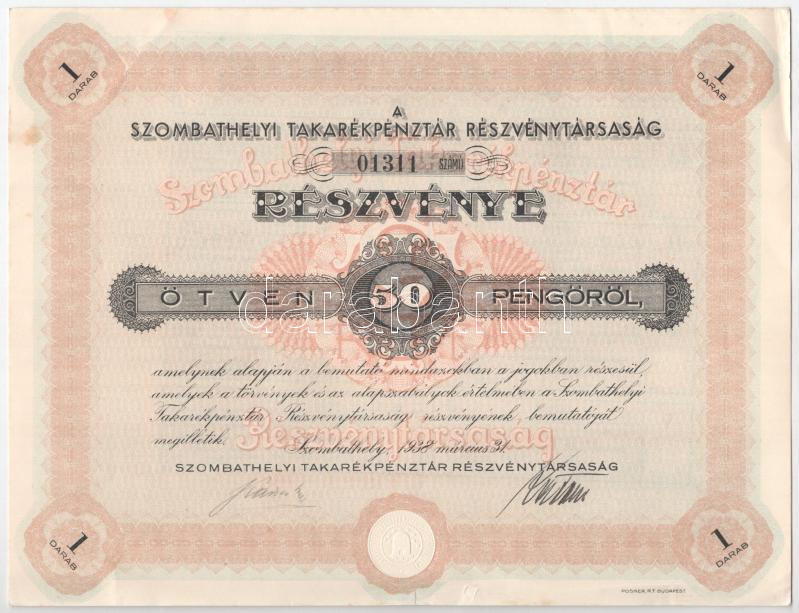 1 DARAB
1 DARAB
A
SZOMBATHELYI TAKARÉKPÉNZTÁR RÉSZVÉNYTÁRSASÁG
01311 SZÁMÚ
Szombathelyi Takarékpénztár
RÉSZVÉNYE
ÖTVEN 50 PENGŐRŐL,
darabanth
amelynek alapján a bemutató mindazokban a jogokban részesül,
amelyek a törvények és az alapszabályok értelmében a Szombathelyi
Takarékpénztár Részvénytársaság részvényének bemutatóját
megilletik.
Részvénytársaság
Szombathely, 1938 március 31.
SZOMBATHELYI TAKARÉKPÉNZTÁR RÉSZVÉNYTÁRSASÁG
1 DARAB
1 DARAB
POSNER R.T. BUDAPEST